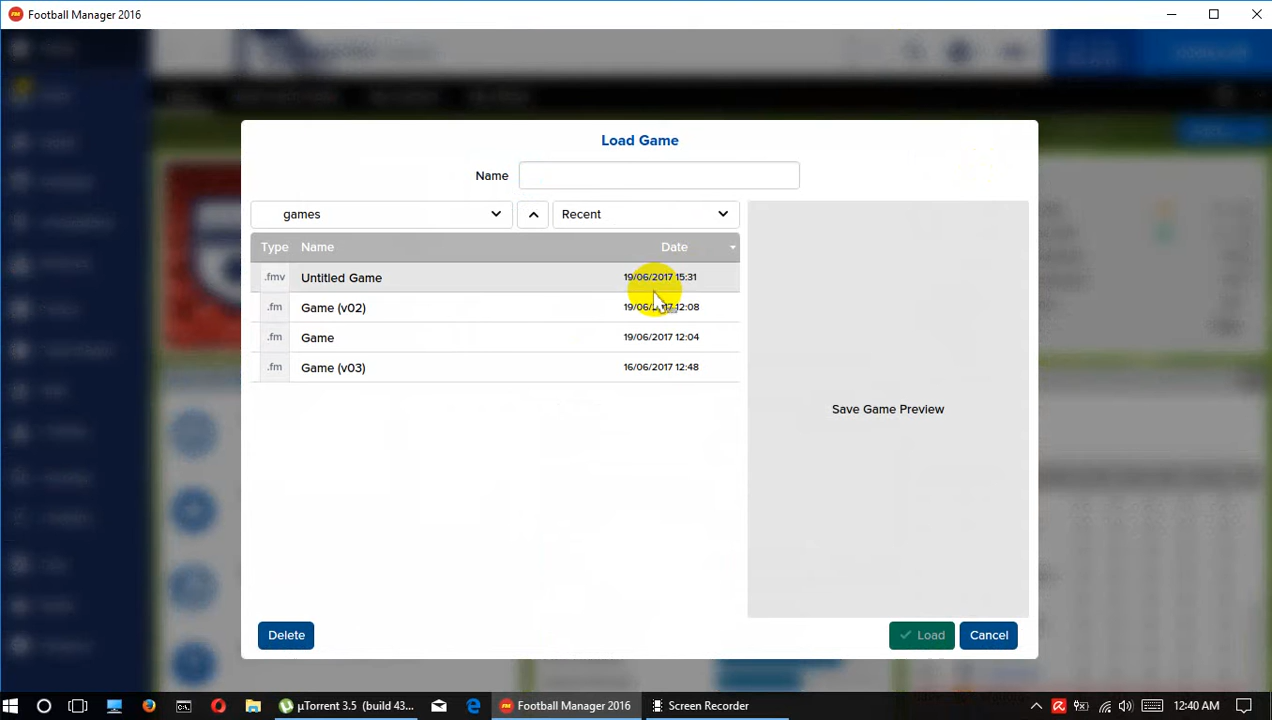 Football Manager 2016
Load Game
Name
games
Recent
Type Name Date
.fmv Untitled Game 19/06/2017 15:31
.fm Game (v02) 19/06/2017 12:08
.fm Game 19/06/2017 12:04
.fm Game (v03) 16/06/2017 12:48
Save Game Preview
Delete
Load
Cancel
µTorrent 3.5 (build 43...
Football Manager 2016
Screen Recorder
12:40 AM